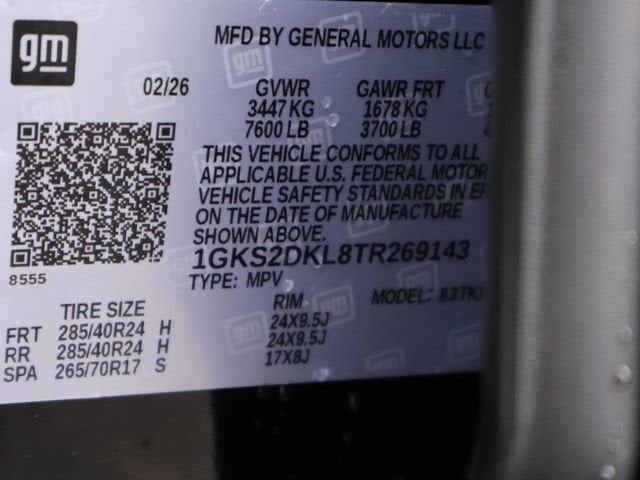 gm
MFD BY GENERAL MOTORS LLC
02/26 GVWR GAWR FRT
3447 KG 1678 KG
7600 LB 3700 LB
THIS VEHICLE CONFORMS TO ALL
APPLICABLE U.S. FEDERAL MOTOR
VEHICLE SAFETY STANDARDS IN EF
ON THE DATE OF MANUFACTURE
SHOWN ABOVE.
1GKS2DKL8TR269143
8555
TYPE: MPV
MODEL:
TIRE SIZE RIM
FRT 285/40R24 H 24X9.5J
RR 285/40R24 H 24X9.5J
SPA 265/70R17 S 17X8J